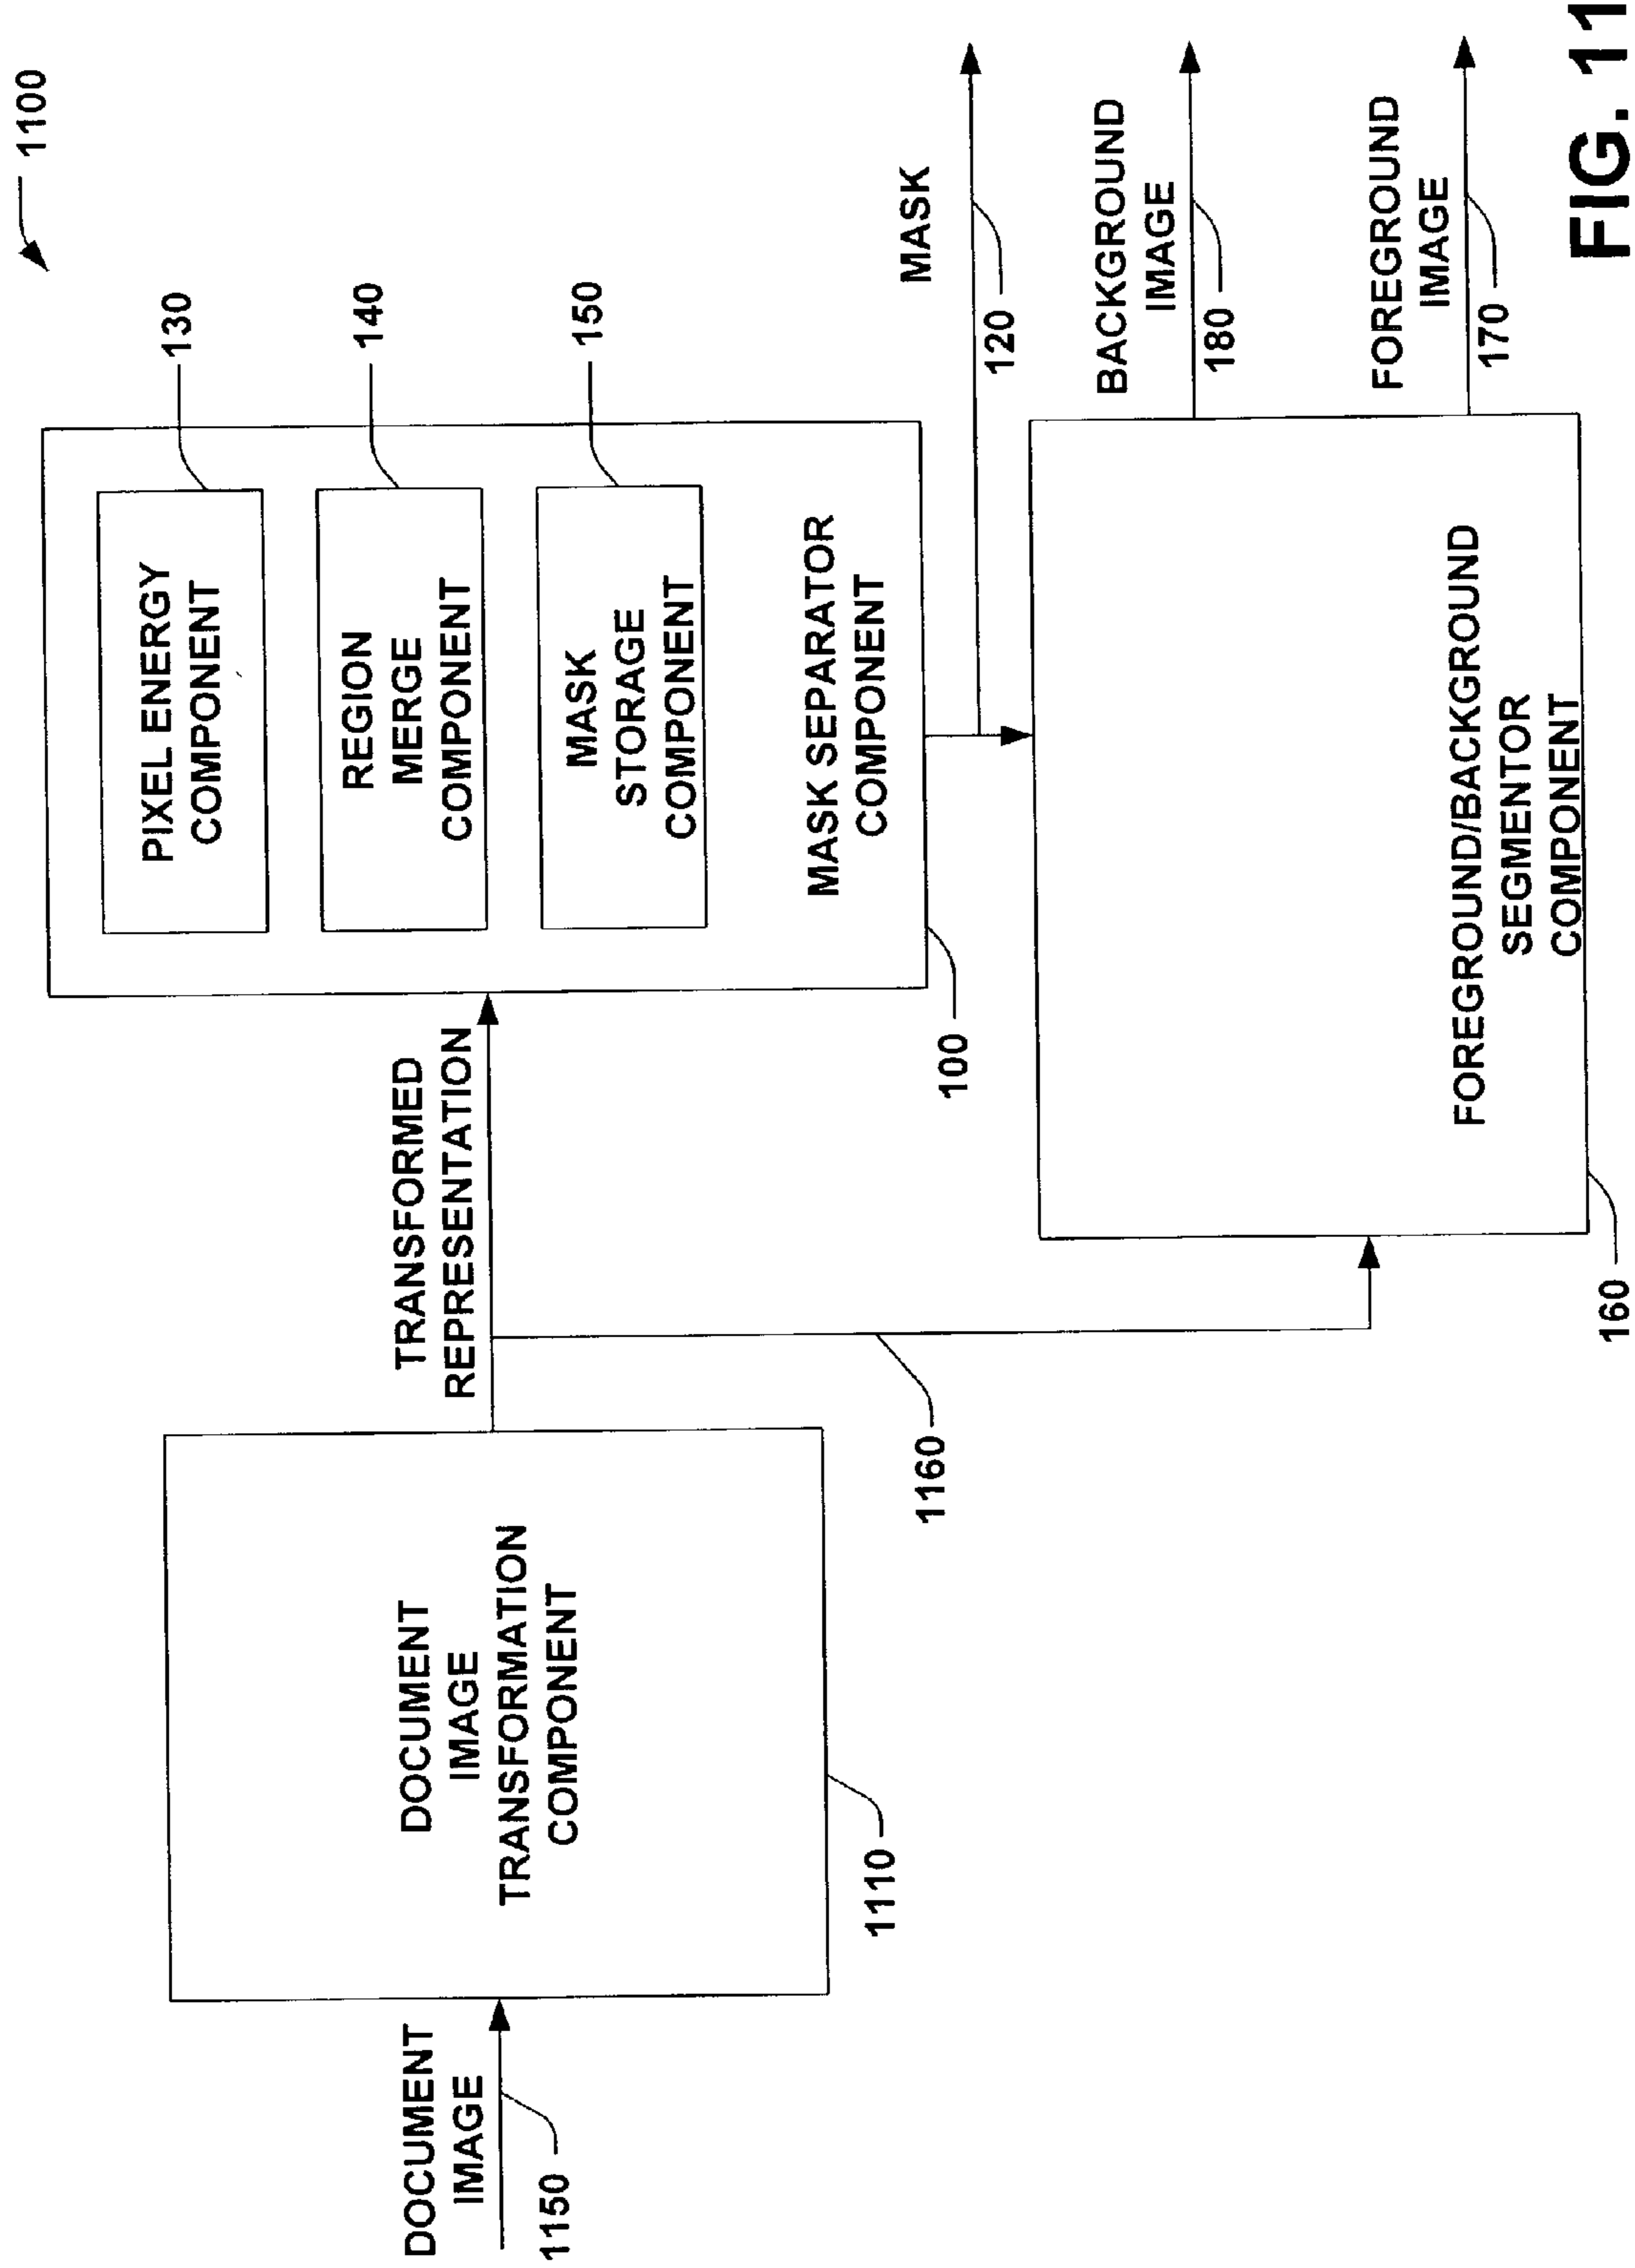 1100
DOCUMENT
IMAGE
1150
DOCUMENT
IMAGE
TRANSFORMATION
COMPONENT
1110
TRANSFORMED
REPRESENTATION
1160
PIXEL ENERGY
COMPONENT
130
REGION
MERGE
COMPONENT
140
MASK
STORAGE
COMPONENT
150
MASK SEPARATOR
COMPONENT
100
MASK
120
BACKGROUND
IMAGE
180
FOREGROUND
IMAGE
170
FOREGROUND/BACKGROUND
SEGMENTOR
COMPONENT
160
FIG. 11